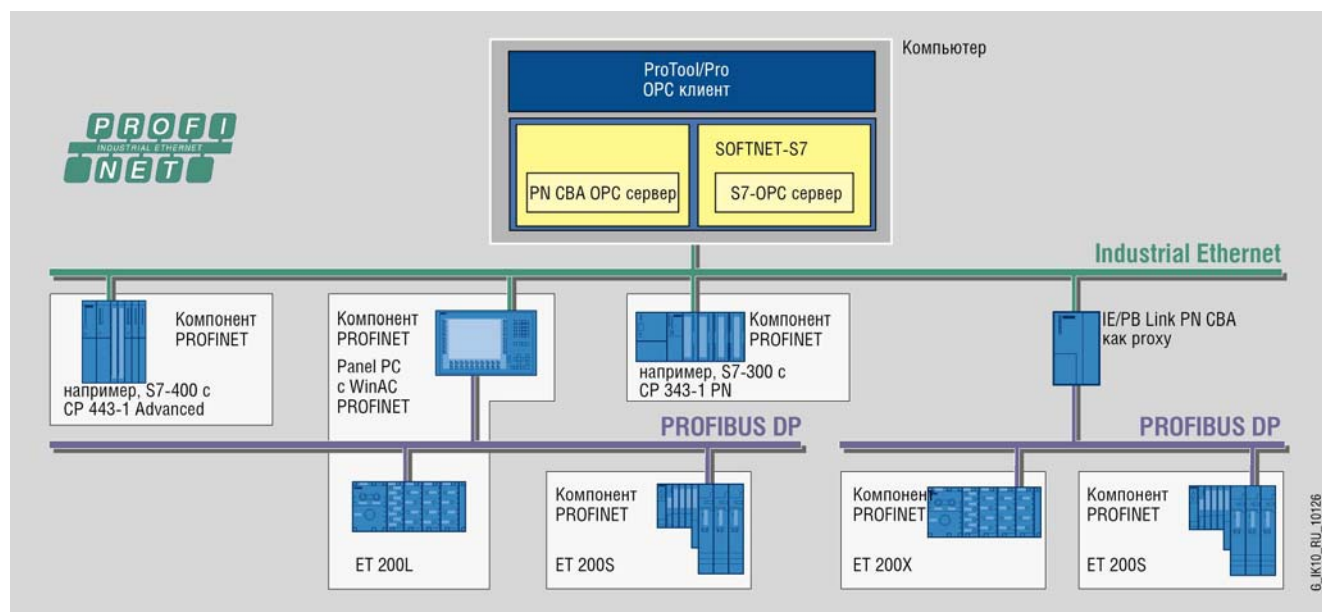 Компьютер
ProTool/Pro
OPC клиент
PROFI
INDUSTRIAL ETHERNET
NET
SOFTNET-S7
PN CBA OPC сервер
S7-OPC сервер
Industrial Ethernet
Компонент
PROFINET
например, S7-400 с
CP 443-1 Advanced
Компонент
PROFINET
Panel PC
с WinAC
PROFINET
Компонент
PROFINET
например, S7-300 с
CP 343-1 PN
IE/PB Link PN CBA
как proxy
PROFIBUS DP
PROFIBUS DP
ET 200L
Компонент
PROFINET
ET 200S
Компонент
PROFINET
ET 200X
Компонент
PROFINET
ET 200S
G_IK10_RU_10126